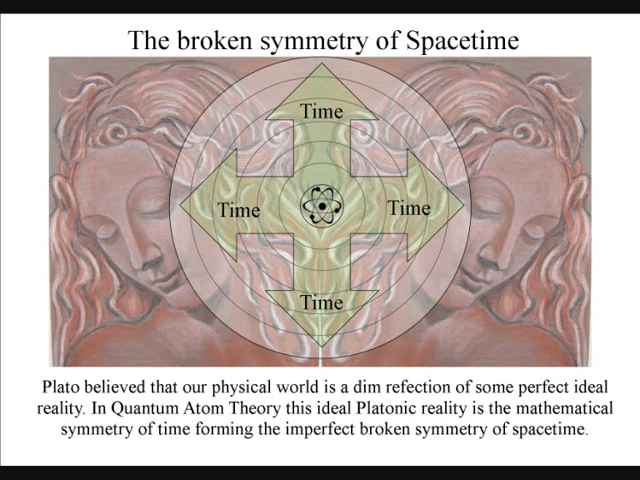 The broken symmetry of Spacetime
Time
Time
Time
Time
Plato believed that our physical world is a dim refection of some perfect ideal
reality. In Quantum Atom Theory this ideal Platonic reality is the mathematical
symmetry of time forming the imperfect broken symmetry of spacetime.